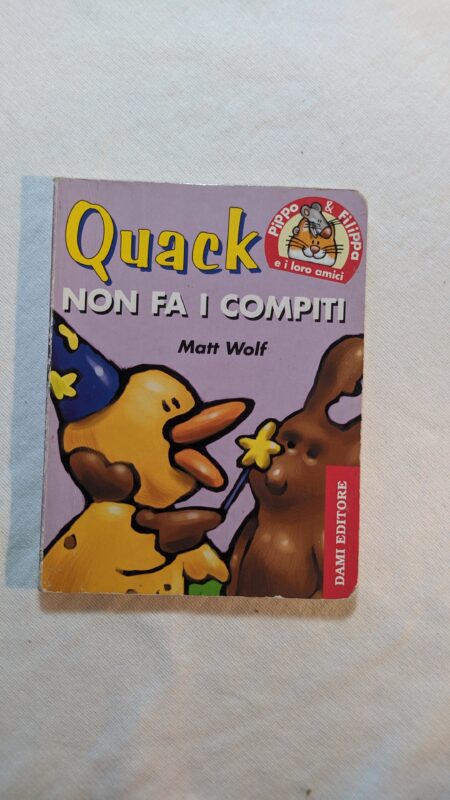 Quack
Pippo & Filippa
e i loro amici
NON FA I COMPITI
Matt Wolf
DAMI EDITORE